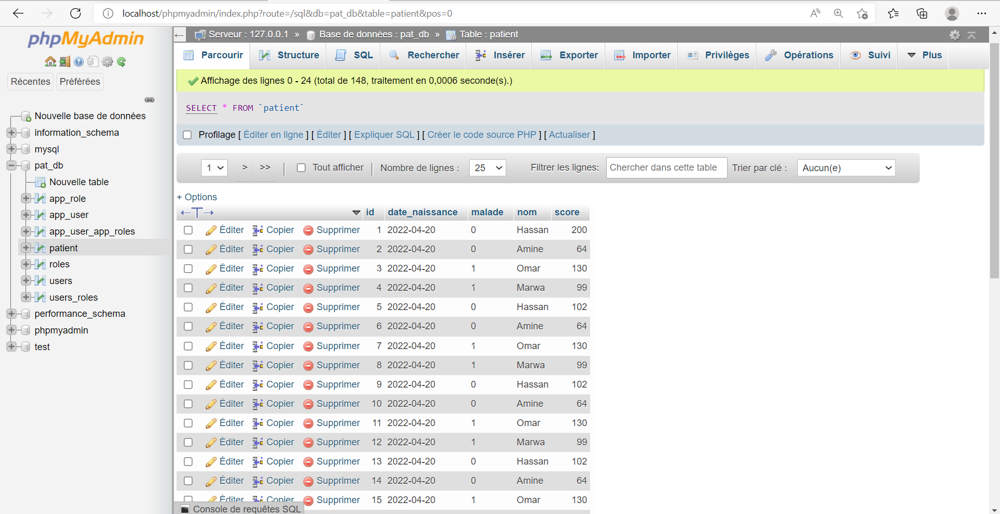 localhost/phpmyadmin/index.php?route=/sql&db=pat_db&table=patient&pos=0
phpMyAdmin
Récentes Préférées
Nouvelle base de données
information_schema
mysql
pat_db
Nouvelle table
app_role
app_user
app_user_app_roles
patient
roles
users
users_roles
performance_schema
phpmyadmin
test
Serveur : 127.0.0.1 » Base de données : pat_db » Table : patient
Parcourir Structure SQL Rechercher Insérer Exporter Importer Privilèges Opérations Suivi Plus
Affichage des lignes 0 - 24 (total de 148, traitement en 0,0006 seconde(s).)
SELECT * FROM `patient`
Profilage [ Éditer en ligne ] [ Éditer ] [ Expliquer SQL ] [ Créer le code source PHP ] [ Actualiser ]
1 > >> | Tout afficher | Nombre de lignes : 25 Filtrer les lignes: Chercher dans cette table Trier par clé : Aucun(e)
+ Options
←T→ id date_naissance malade nom score
Éditer Copier Supprimer 1 2022-04-20 0 Hassan 200
Éditer Copier Supprimer 2 2022-04-20 0 Amine 64
Éditer Copier Supprimer 3 2022-04-20 1 Omar 130
Éditer Copier Supprimer 4 2022-04-20 1 Marwa 99
Éditer Copier Supprimer 5 2022-04-20 0 Hassan 102
Éditer Copier Supprimer 6 2022-04-20 0 Amine 64
Éditer Copier Supprimer 7 2022-04-20 1 Omar 130
Éditer Copier Supprimer 8 2022-04-20 1 Marwa 99
Éditer Copier Supprimer 9 2022-04-20 0 Hassan 102
Éditer Copier Supprimer 10 2022-04-20 0 Amine 64
Éditer Copier Supprimer 11 2022-04-20 1 Omar 130
Éditer Copier Supprimer 12 2022-04-20 1 Marwa 99
Éditer Copier Supprimer 13 2022-04-20 0 Hassan 102
Éditer Copier Supprimer 14 2022-04-20 0 Amine 64
Éditer Copier Supprimer 15 2022-04-20 1 Omar 130
Console de requêtes SQL